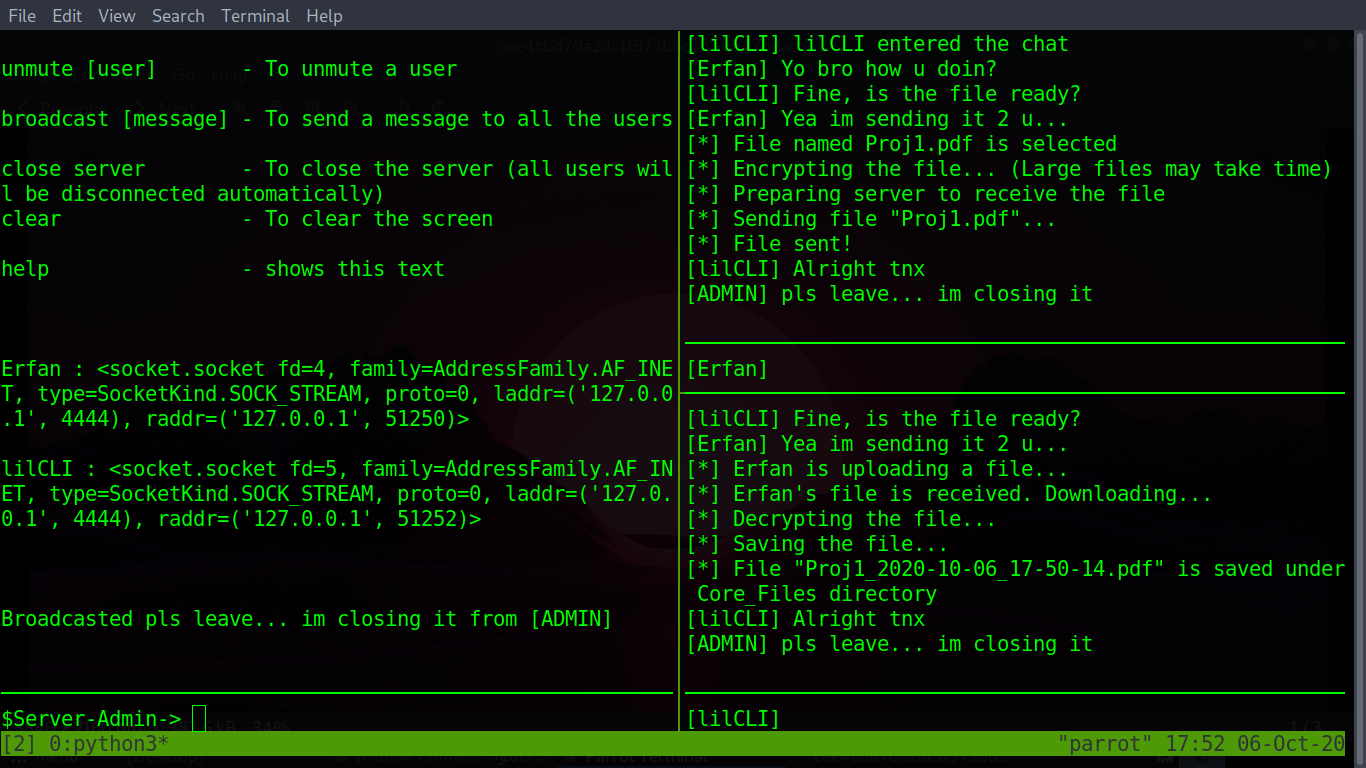 File Edit View Search Terminal Help
unmute [user] - To unmute a user
broadcast [message] - To send a message to all the users
close server - To close the server (all users wil
l be disconnected automatically)
clear - To clear the screen
help - shows this text
Erfan : <socket.socket fd=4, family=AddressFamily.AF_INE
T, type=SocketKind.SOCK_STREAM, proto=0, laddr=('127.0.0
.1', 4444), raddr=('127.0.0.1', 51250)>
lilCLI : <socket.socket fd=5, family=AddressFamily.AF_IN
ET, type=SocketKind.SOCK_STREAM, proto=0, laddr=('127.0.
0.1', 4444), raddr=('127.0.0.1', 51252)>
Broadcasted pls leave... im closing it from [ADMIN]
$Server-Admin->
[lilCLI] lilCLI entered the chat
[Erfan] Yo bro how u doin?
[lilCLI] Fine, is the file ready?
[Erfan] Yea im sending it 2 u...
[*] File named Proj1.pdf is selected
[*] Encrypting the file... (Large files may take time)
[*] Preparing server to receive the file
[*] Sending file "Proj1.pdf"...
[*] File sent!
[lilCLI] Alright tnx
[ADMIN] pls leave... im closing it
[Erfan]
[lilCLI] Fine, is the file ready?
[Erfan] Yea im sending it 2 u...
[*] Erfan is uploading a file...
[*] Erfan's file is received. Downloading...
[*] Decrypting the file...
[*] Saving the file...
[*] File "Proj1_2020-10-06_17-50-14.pdf" is saved under
Core_Files directory
[lilCLI] Alright tnx
[ADMIN] pls leave... im closing it
[lilCLI]
[2] 0:python3* "parrot" 17:52 06-Oct-20